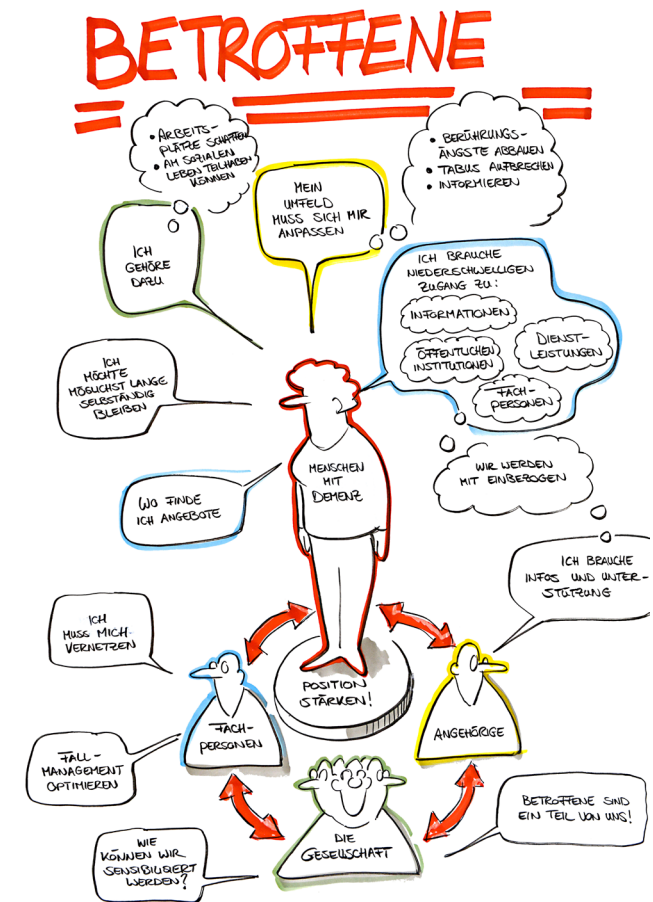 BETROFFENE
• ARBEITS-
PLÄTZE SCHAFFEN
• AM SOZIALEN
LEBEN TEILHABEN
KÖNNEN
• BERÜHRUNGS-
ÄNGSTE ABBAUEN
• TABUS AUFBRECHEN
• INFORMIEREN
MEIN
UMFELD
MUSS SICH MIR
ANPASSEN
ICH
GEHÖRE
DAZU
ICH BRAUCHE
NIEDERSCHWELLIGEN
ZUGANG ZU:
INFORMATIONEN
DIENST-
LEISTUNGEN
ÖFFENTLICHEN
INSTITUTIONEN
FACH-
PERSONEN
ICH
MÖCHTE
MÖGLICHST LANGE
SELBSTÄNDIG
BLEIBEN
WIR WERDEN
MIT EINBEZOGEN
MENSCHEN
MIT
DEMENZ
WO FINDE
ICH ANGEBOTE
ICH BRAUCHE
INFOS UND UNTER-
STÜTZUNG
ICH
MUSS MICH
VERNETZEN
POSITION
STÄRKEN!
FACH-
PERSONEN
ANGEHÖRIGE
FALL-
MANAGEMENT
OPTIMIEREN
BETROFFENE SIND
EIN TEIL VON UNS!
DIE
GESELLSCHAFT
WIE
KÖNNEN WIR
SENSIBILISIERT
WERDEN?